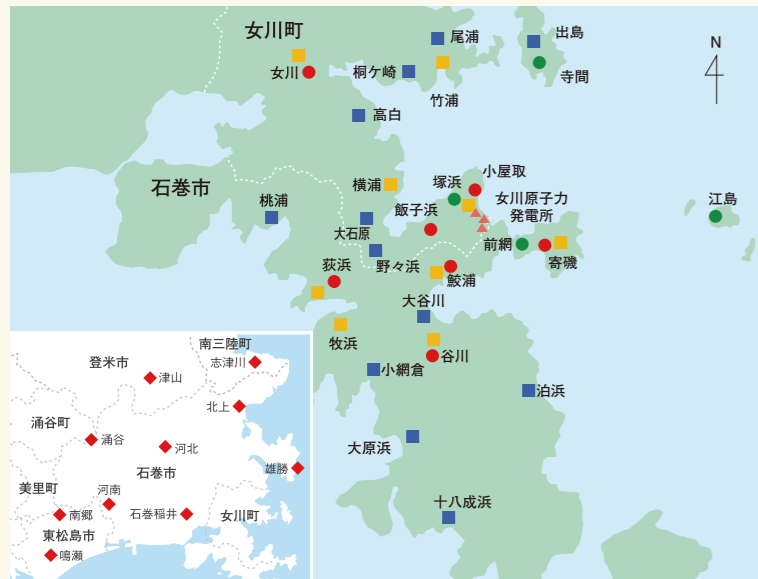 女川町
尾浦
出島
N
女川
桐ケ崎
竹浦
寺間
高白
石巻市
桃浦
横浦
塚浜
小屋取
女川原子力
発電所
江島
飯子浜
大石原
前網
寄磯
野々浜
荻浜
鮫浦
大谷川
牧浜
谷川
小網倉
泊浜
大原浜
十八成浜
南三陸町
志津川
登米市
津山
北上
涌谷町
涌谷
河北
石巻市
雄勝
美里町
河南
南郷
石巻稲井
女川町
東松島市
鳴瀬